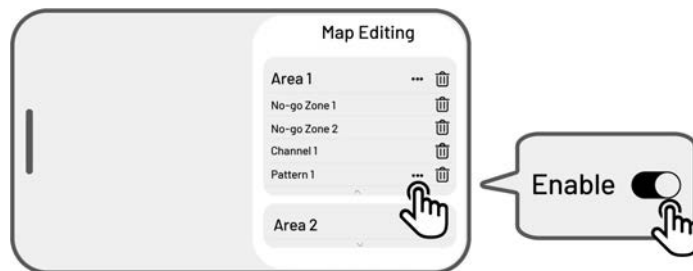 Map Editing
Area 1
No-go Zone 1
No-go Zone 2
Channel 1
Pattern 1
Area 2
Enable